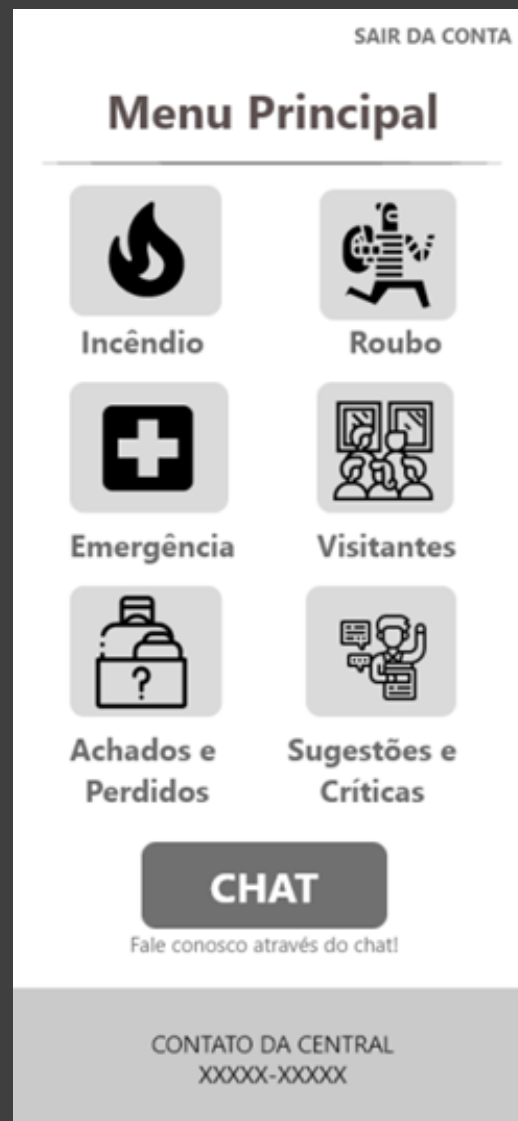 SAIR DA CONTA
Menu Principal
Incêndio
Roubo
Emergência
Visitantes
?
Achados e
Perdidos
Sugestões e
Críticas
CHAT
Fale conosco através do chat!
CONTATO DA CENTRAL
XXXXX-XXXXX